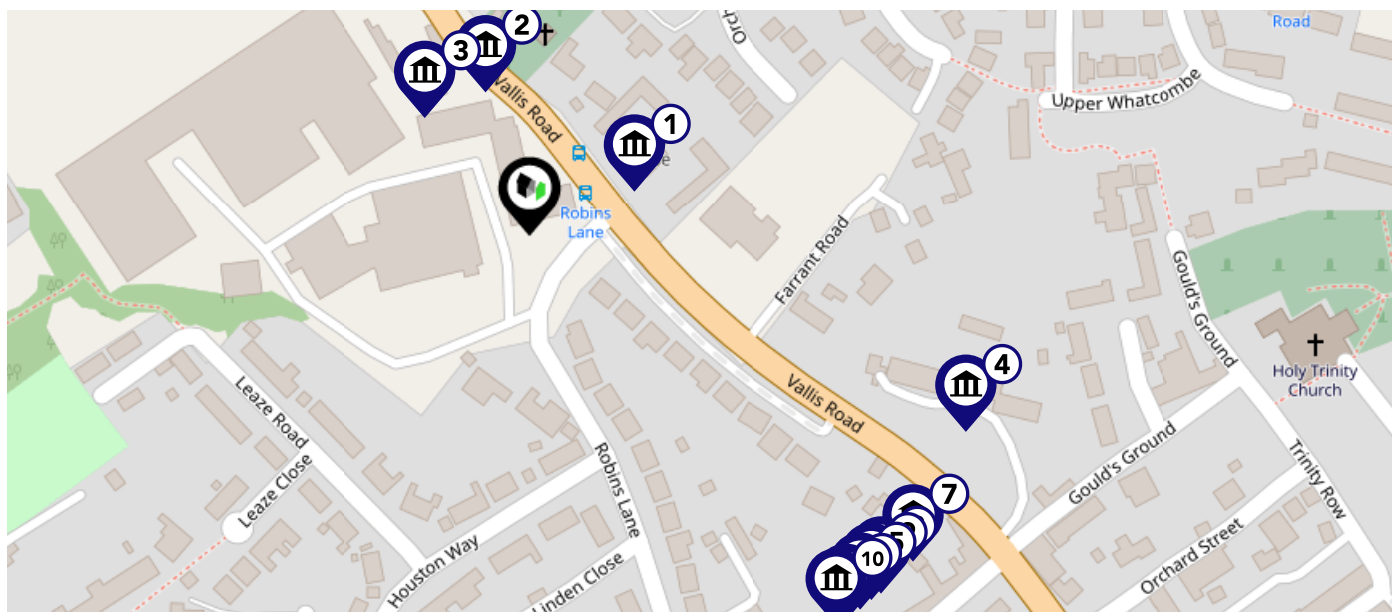 2
3
Orch
Road
Vallis Road
1
Upper Whatcombe
Robins
Lane
Farrant Road
Gould's Ground
4
Holy Trinity
Church
Leaze Road
Vallis Road
Gould's Ground
Trinity Row
Robins Lane
Leaze Close
7
10
Orchard Street
Houston Way
Linden Close